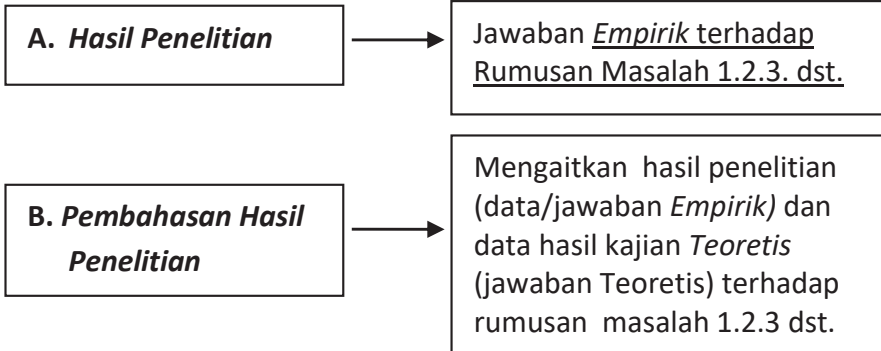 A. Hasil Penelitian
Jawaban Empirik terhadap
Rumusan Masalah 1.2.3. dst.
B. Pembahasan Hasil
Penelitian
Mengaitkan hasil penelitian
(data/jawaban Empirik) dan
data hasil kajian Teoretis
(jawaban Teoretis) terhadap
rumusan masalah 1.2.3 dst.